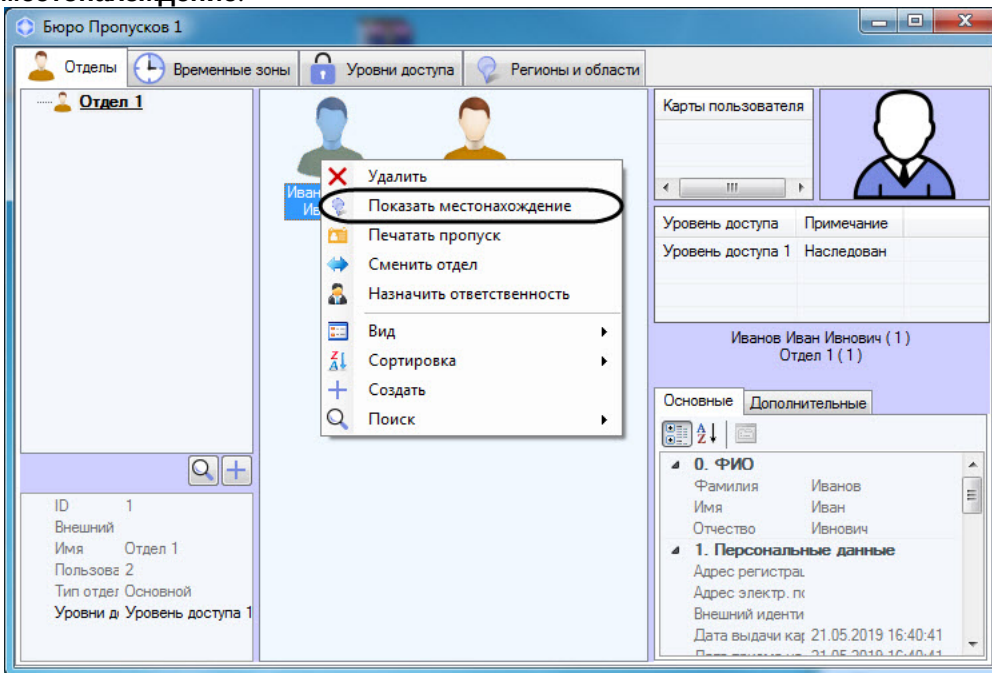 Бюро Пропусков 1
Отделы
Временные зоны
Уровни доступа
Регионы и области
Отдел 1
Удалить
Показать местонахождение
Печатать пропуск
Сменить отдел
Назначить ответственность
Вид
Сортировка
Создать
Поиск
ID 1
Внешний
Имя Отдел 1
Пользова 2
Тип отдел Основной
Уровни д Уровень доступа 1
Карты пользователя
Уровень доступа Примечание
Уровень доступа 1 Наследован
Иванов Иван Ивнович ( 1 )
Отдел 1 ( 1 )
Основные Дополнительные
0. ФИО
Фамилия Иванов
Имя Иван
Отчество Ивнович
1. Персональные данные
Адрес регистрац
Адрес электр. по
Внешний иденти
Дата выдачи кар 21.05.2019 16:40:41